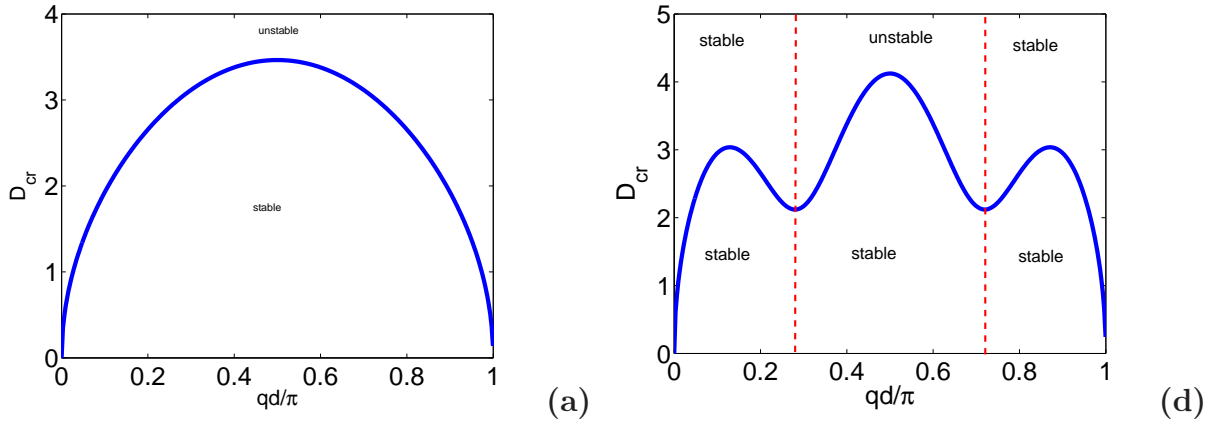 4
3
2
1
0
D_cr
unstable
stable
0 0.2 0.4 0.6 0.8 1
qd/π
(a)
5
4
3
2
1
0
D_cr
stable unstable stable
stable stable stable
0 0.2 0.4 0.6 0.8 1
qd/π
(d)